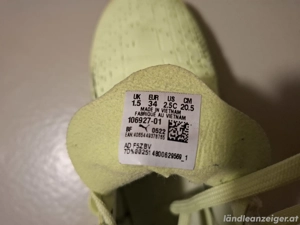 UK EUR US CM
1.5 34 2.5C 20.5
MADE IN VIETNAM
FABRIQUÉ AU VIETNAM
106927-01
BF 0522
AD FSZBV
ländleanzeiger.at